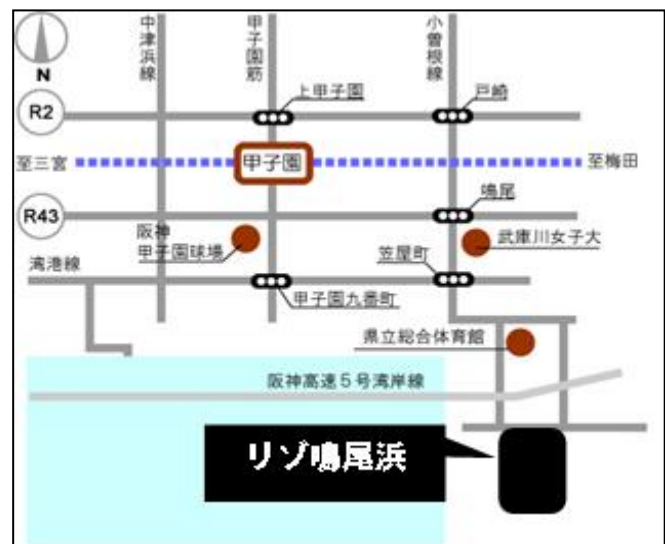 中津浜線
甲子園筋
小曽根線
N
上甲子園
戸崎
R2
至三宮
甲子園
至梅田
鳴尾
R43
阪神
甲子園球場
武庫川女子大
笠屋町
湾港線
甲子園九番町
県立総合体育館
阪神高速5号湾岸線
リゾ鳴尾浜